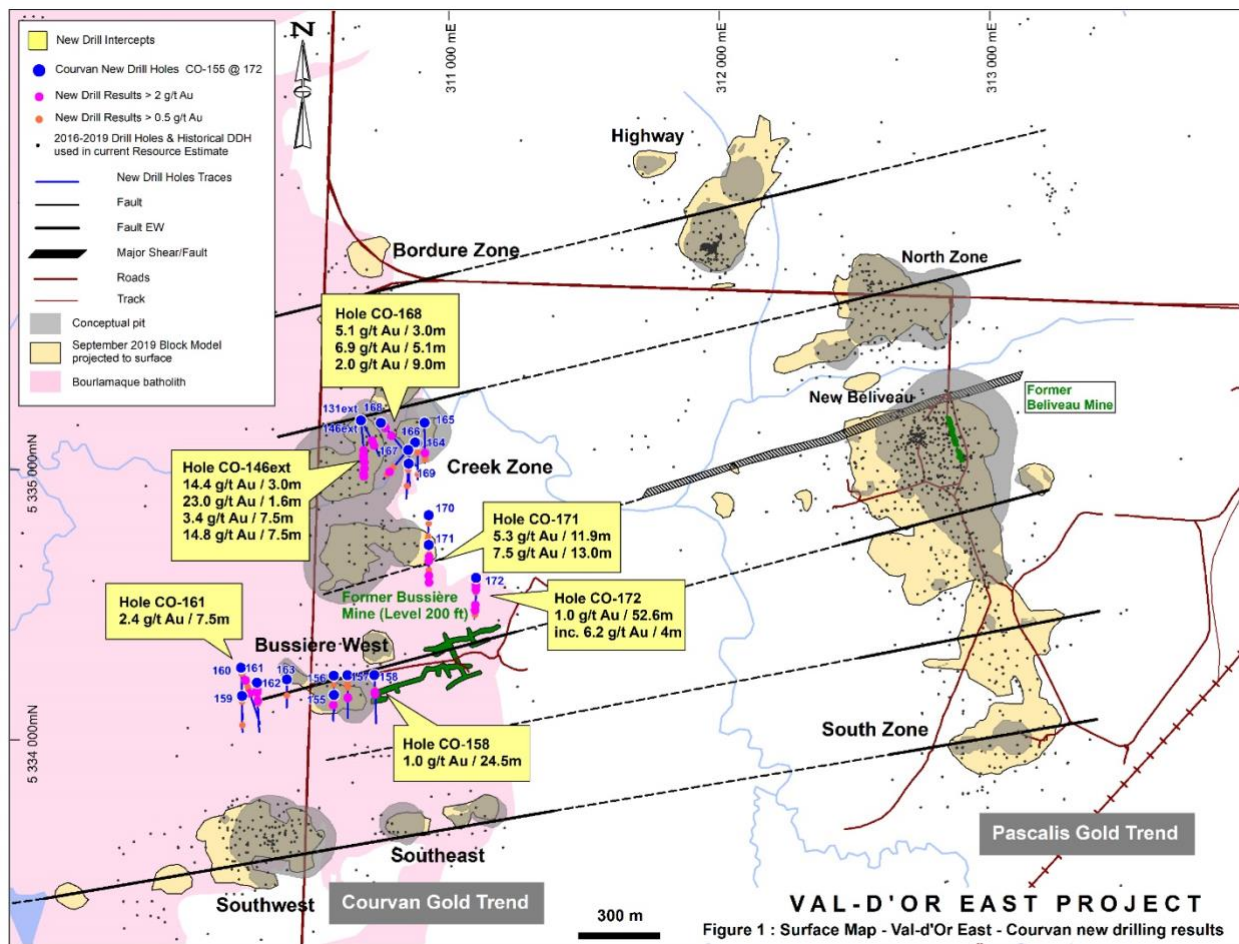 New Drill Intercepts
Courvan New Drill Holes CO-155 @ 172
New Drill Results > 2 g/t Au
New Drill Results > 0.5 g/t Au
2016-2019 Drill Holes & Historical DDH
used in current Resource Estimate
New Drill Holes Traces
Fault
Fault EW
Major Shear/Fault
Roads
Track
Conceptual pit
September 2019 Block Model
projected to surface
Bourlamaque batholith
N
311 000 mE
312 000 mE
313 000 mE
Highway
Bordure Zone
North Zone
Hole CO-168
5.1 g/t Au / 3.0m
6.9 g/t Au / 5.1m
2.0 g/t Au / 9.0m
New Beliveau
Former
Beliveau Mine
131ext
168
165
146ext
166
164
167
169
Creek Zone
5 335 000mN
Hole CO-146ext
14.4 g/t Au / 3.0m
23.0 g/t Au / 1.6m
3.4 g/t Au / 7.5m
14.8 g/t Au / 7.5m
170
171
Hole CO-171
5.3 g/t Au / 11.9m
7.5 g/t Au / 13.0m
172
Hole CO-161
2.4 g/t Au / 7.5m
Former Bussière
Mine (Level 200 ft)
Hole CO-172
1.0 g/t Au / 52.6m
inc. 6.2 g/t Au / 4m
Bussiere West
160
161
162
163
156
157
158
159
155
5 334 000mN
Hole CO-158
1.0 g/t Au / 24.5m
South Zone
Southeast
Southwest
Courvan Gold Trend
Pascalis Gold Trend
300 m
VAL-D'OR EAST PROJECT
Figure 1 : Surface Map - Val-d'Or East - Courvan new drilling results